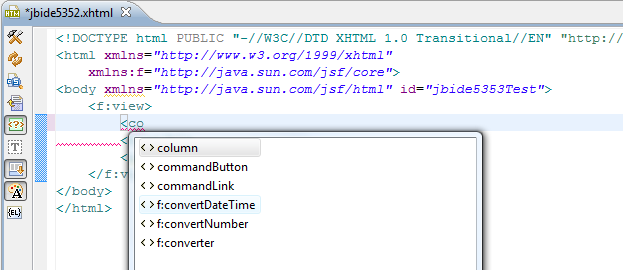 *jbide5352.xhtml
<!DOCTYPE html PUBLIC "-//W3C//DTD XHTML 1.0 Transitional//EN" "http://
<html xmlns="http://www.w3.org/1999/xhtml"
xmlns:f="http://java.sun.com/jsf/core">
<body xmlns="http://java.sun.com/jsf/html" id="jbide5353Test">
<f:view>
<co
<
<
</f:v
</body>
</html>
<> column
<> commandButton
<> commandLink
<> f:convertDateTime
<> f:convertNumber
<> f:converter